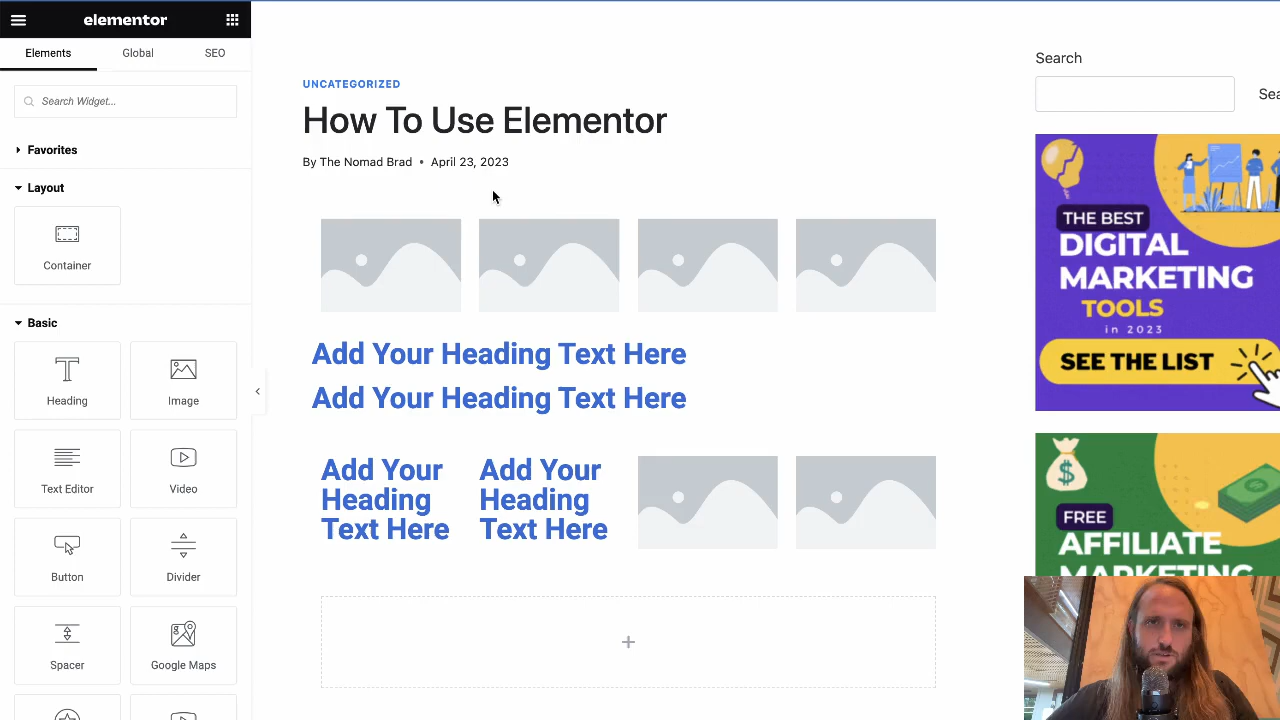 elementor
Elements
Global
SEO
Search Widget...
Favorites
Layout
Container
Basic
Heading
Image
Text Editor
Video
Button
Divider
Spacer
Google Maps
UNCATEGORIZED
How To Use Elementor
By The Nomad Brad • April 23, 2023
Add Your Heading Text Here
Add Your Heading Text Here
Add Your
Heading
Text Here
Add Your
Heading
Text Here
Search
Sea
THE BEST
DIGITAL
MARKETING
TOOLS
in 2023
SEE THE LIST
$
FREE
AFFILIATE
MARKETING